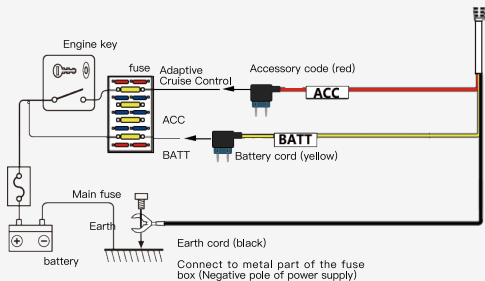 Engine key
fuse
Adaptive
Cruise Control
Accessory code (red)
ACC
ACC
BATT
BATT
Battery cord (yellow)
Main fuse
Earth
battery
Earth cord (black)
Connect to metal part of the fuse
box (Negative pole of power supply)